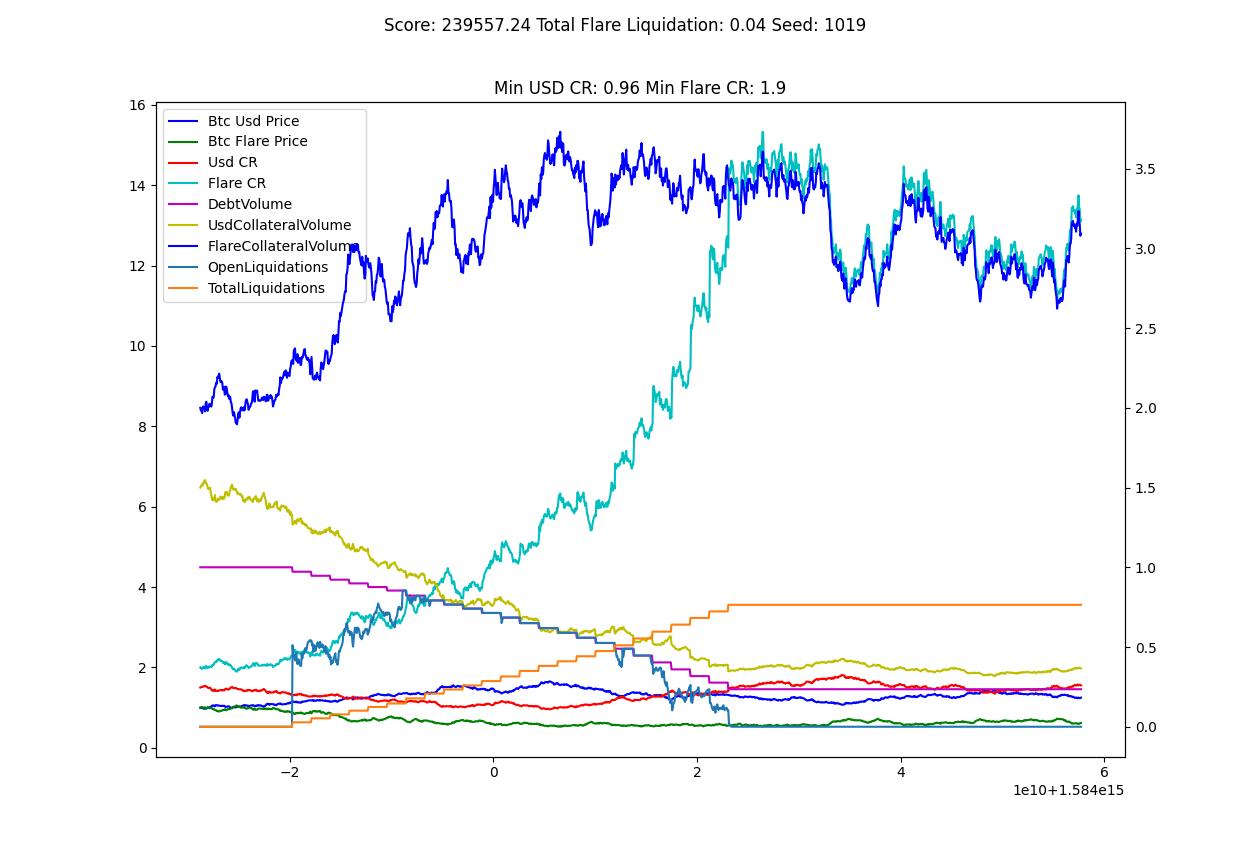 Score: 239557.24 Total Flare Liquidation: 0.04 Seed: 1019
Min USD CR: 0.96 Min Flare CR: 1.9
Btc Usd Price
Btc Flare Price
Usd CR
Flare CR
DebtVolume
UsdCollateralVolume
FlareCollateralVolume
OpenLiquidations
TotalLiquidations
16
14
12
10
8
6
4
2
0
3.5
3.0
2.5
2.0
1.5
1.0
0.5
0.0
−2
0
2
4
6
1e10+1.584e15